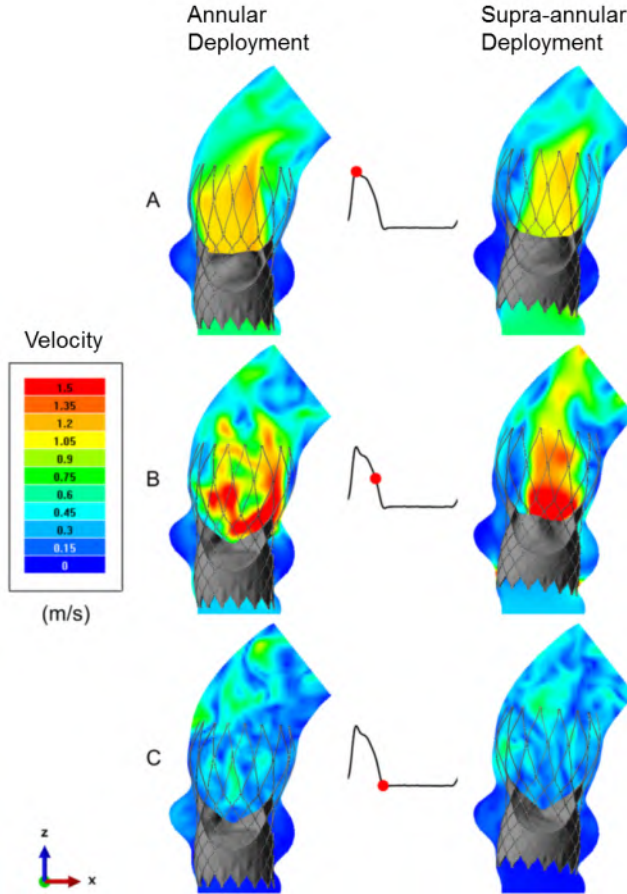 Annular
Deployment
Supra-annular
Deployment
A
Velocity
1.5
1.35
1.2
1.05
0.9
0.75
0.6
0.45
0.3
0.15
0
(m/s)
B
C
z
x